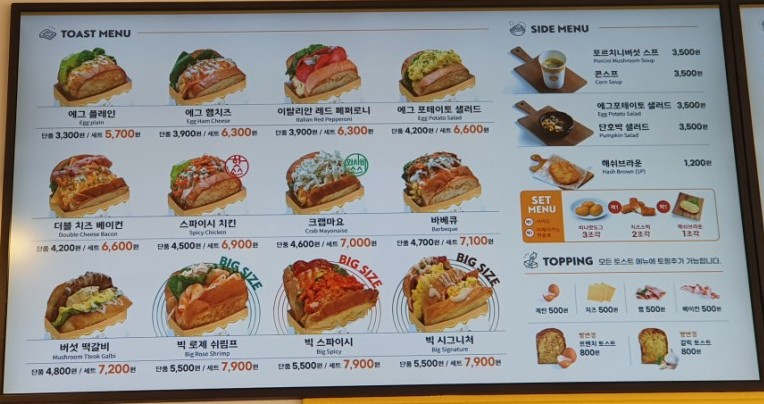 TOAST MENU
에그 플레인
Egg plain
단품 3,300원 / 세트 5,700원
에그 햄치즈
Egg Ham Cheese
단품 3,900원 / 세트 6,300원
이탈리안 레드 페퍼로니
Italian Red Pepperoni
단품 3,900원 / 세트 6,300원
에그 포테이토 샐러드
Egg Potato Salad
단품 4,200원 / 세트 6,600원
더블 치즈 베이컨
Double Cheese Bacon
단품 4,200원 / 세트 6,600원
핫소스
스파이시 치킨
Spicy Chicken
단품 4,500원 / 세트 6,900원
와사비소스
크랩마요
Crab Mayonaise
단품 4,600원 / 세트 7,000원
바베큐
Barbeque
단품 4,700원 / 세트 7,100원
버섯 떡갈비
Mushroom Tteok Galbi
단품 4,800원 / 세트 7,200원
BIG SIZE
빅 로제 쉬림프
Big Rose Shrimp
단품 5,500원 / 세트 7,900원
BIG SIZE
빅 스파이시
Big Spicy
단품 5,500원 / 세트 7,900원
BIG SIZE
빅 시그니처
Big Signature
단품 5,500원 / 세트 7,900원
SIDE MENU
포르치니버섯 스프 3,500원
Porcini Mushroom Soup
콘스프 3,500원
Corn Soup
에그포테이토 샐러드 3,500원
Egg Potato Salad
단호박 샐러드 3,500원
Pumpkin Salad
해쉬브라운 1,200원
Hash Brown (1P)
SET MENU
미니핫도그
3조각
치즈스틱
2조각
해쉬브라운
1조각
TOPPING 모든 토스트 메뉴에 토핑추가 가능합니다.
계란 500원
치즈 500원
햄 500원
베이컨 500원
빵변경
프렌치 토스트
800원
빵변경
갈릭 토스트
800원